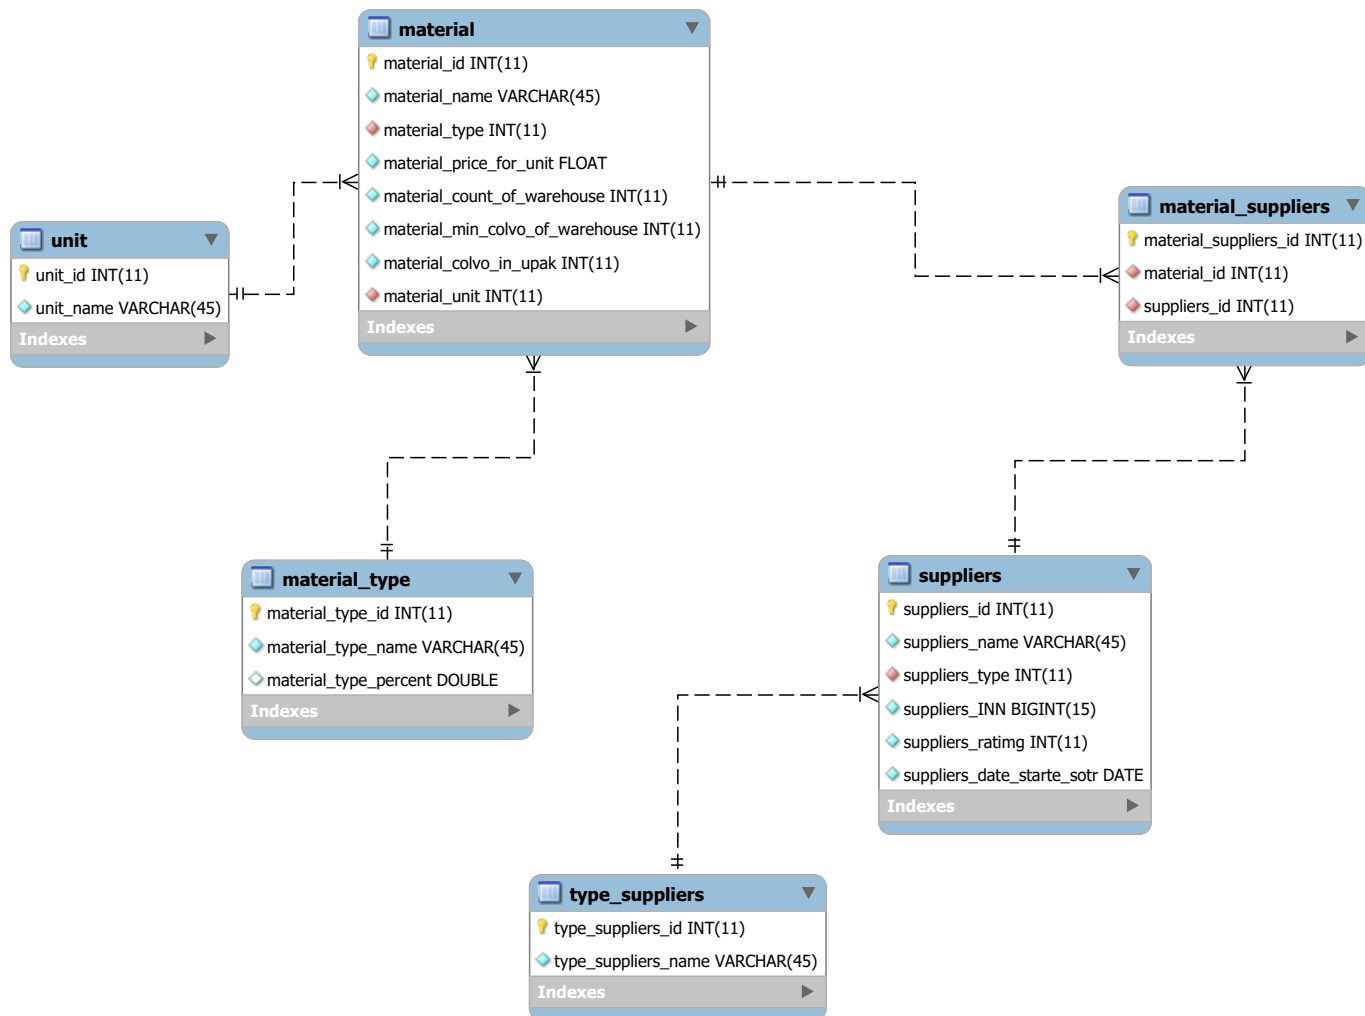 material
material_id INT(11)
material_name VARCHAR(45)
material_type INT(11)
material_price_for_unit FLOAT
material_count_of_warehouse INT(11)
material_min_colvo_of_warehouse INT(11)
material_colvo_in_upak INT(11)
material_unit INT(11)
Indexes
unit
unit_id INT(11)
unit_name VARCHAR(45)
Indexes
material_suppliers
material_suppliers_id INT(11)
material_id INT(11)
suppliers_id INT(11)
Indexes
material_type
material_type_id INT(11)
material_type_name VARCHAR(45)
material_type_percent DOUBLE
Indexes
suppliers
suppliers_id INT(11)
suppliers_name VARCHAR(45)
suppliers_type INT(11)
suppliers_INN BIGINT(15)
suppliers_ratimg INT(11)
suppliers_date_starte_sotr DATE
Indexes
type_suppliers
type_suppliers_id INT(11)
type_suppliers_name VARCHAR(45)
Indexes